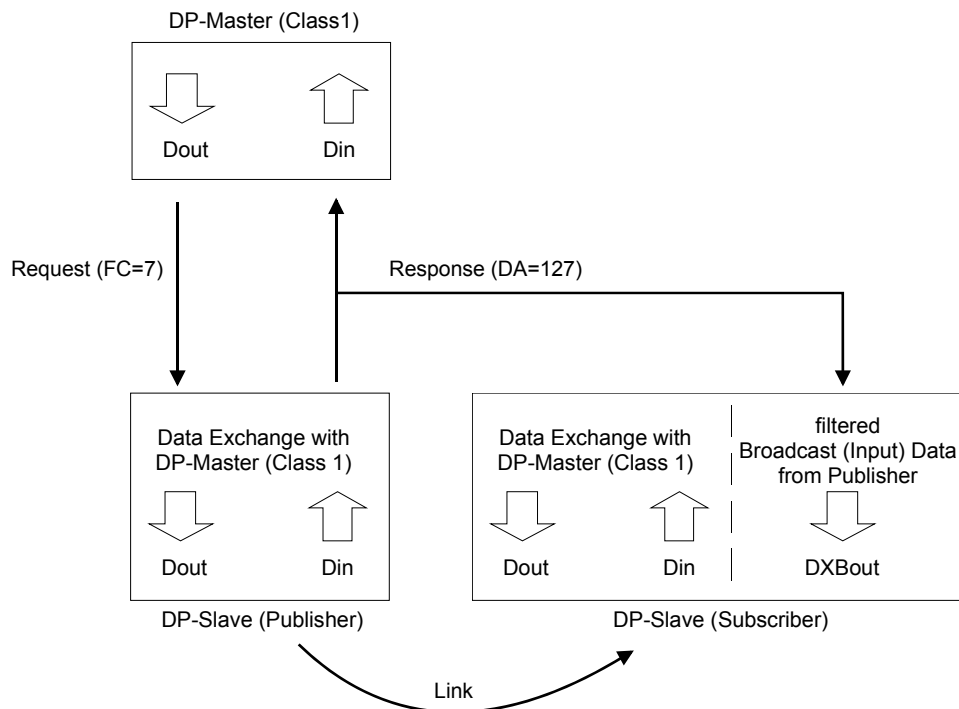 DP-Master (Class1)
Dout
Din
Request (FC=7)
Response (DA=127)
Data Exchange with
DP-Master (Class 1)
Dout
Din
DP-Slave (Publisher)
Data Exchange with
DP-Master (Class 1)
Dout
Din
filtered
Broadcast (Input) Data
from Publisher
DXBout
DP-Slave (Subscriber)
Link